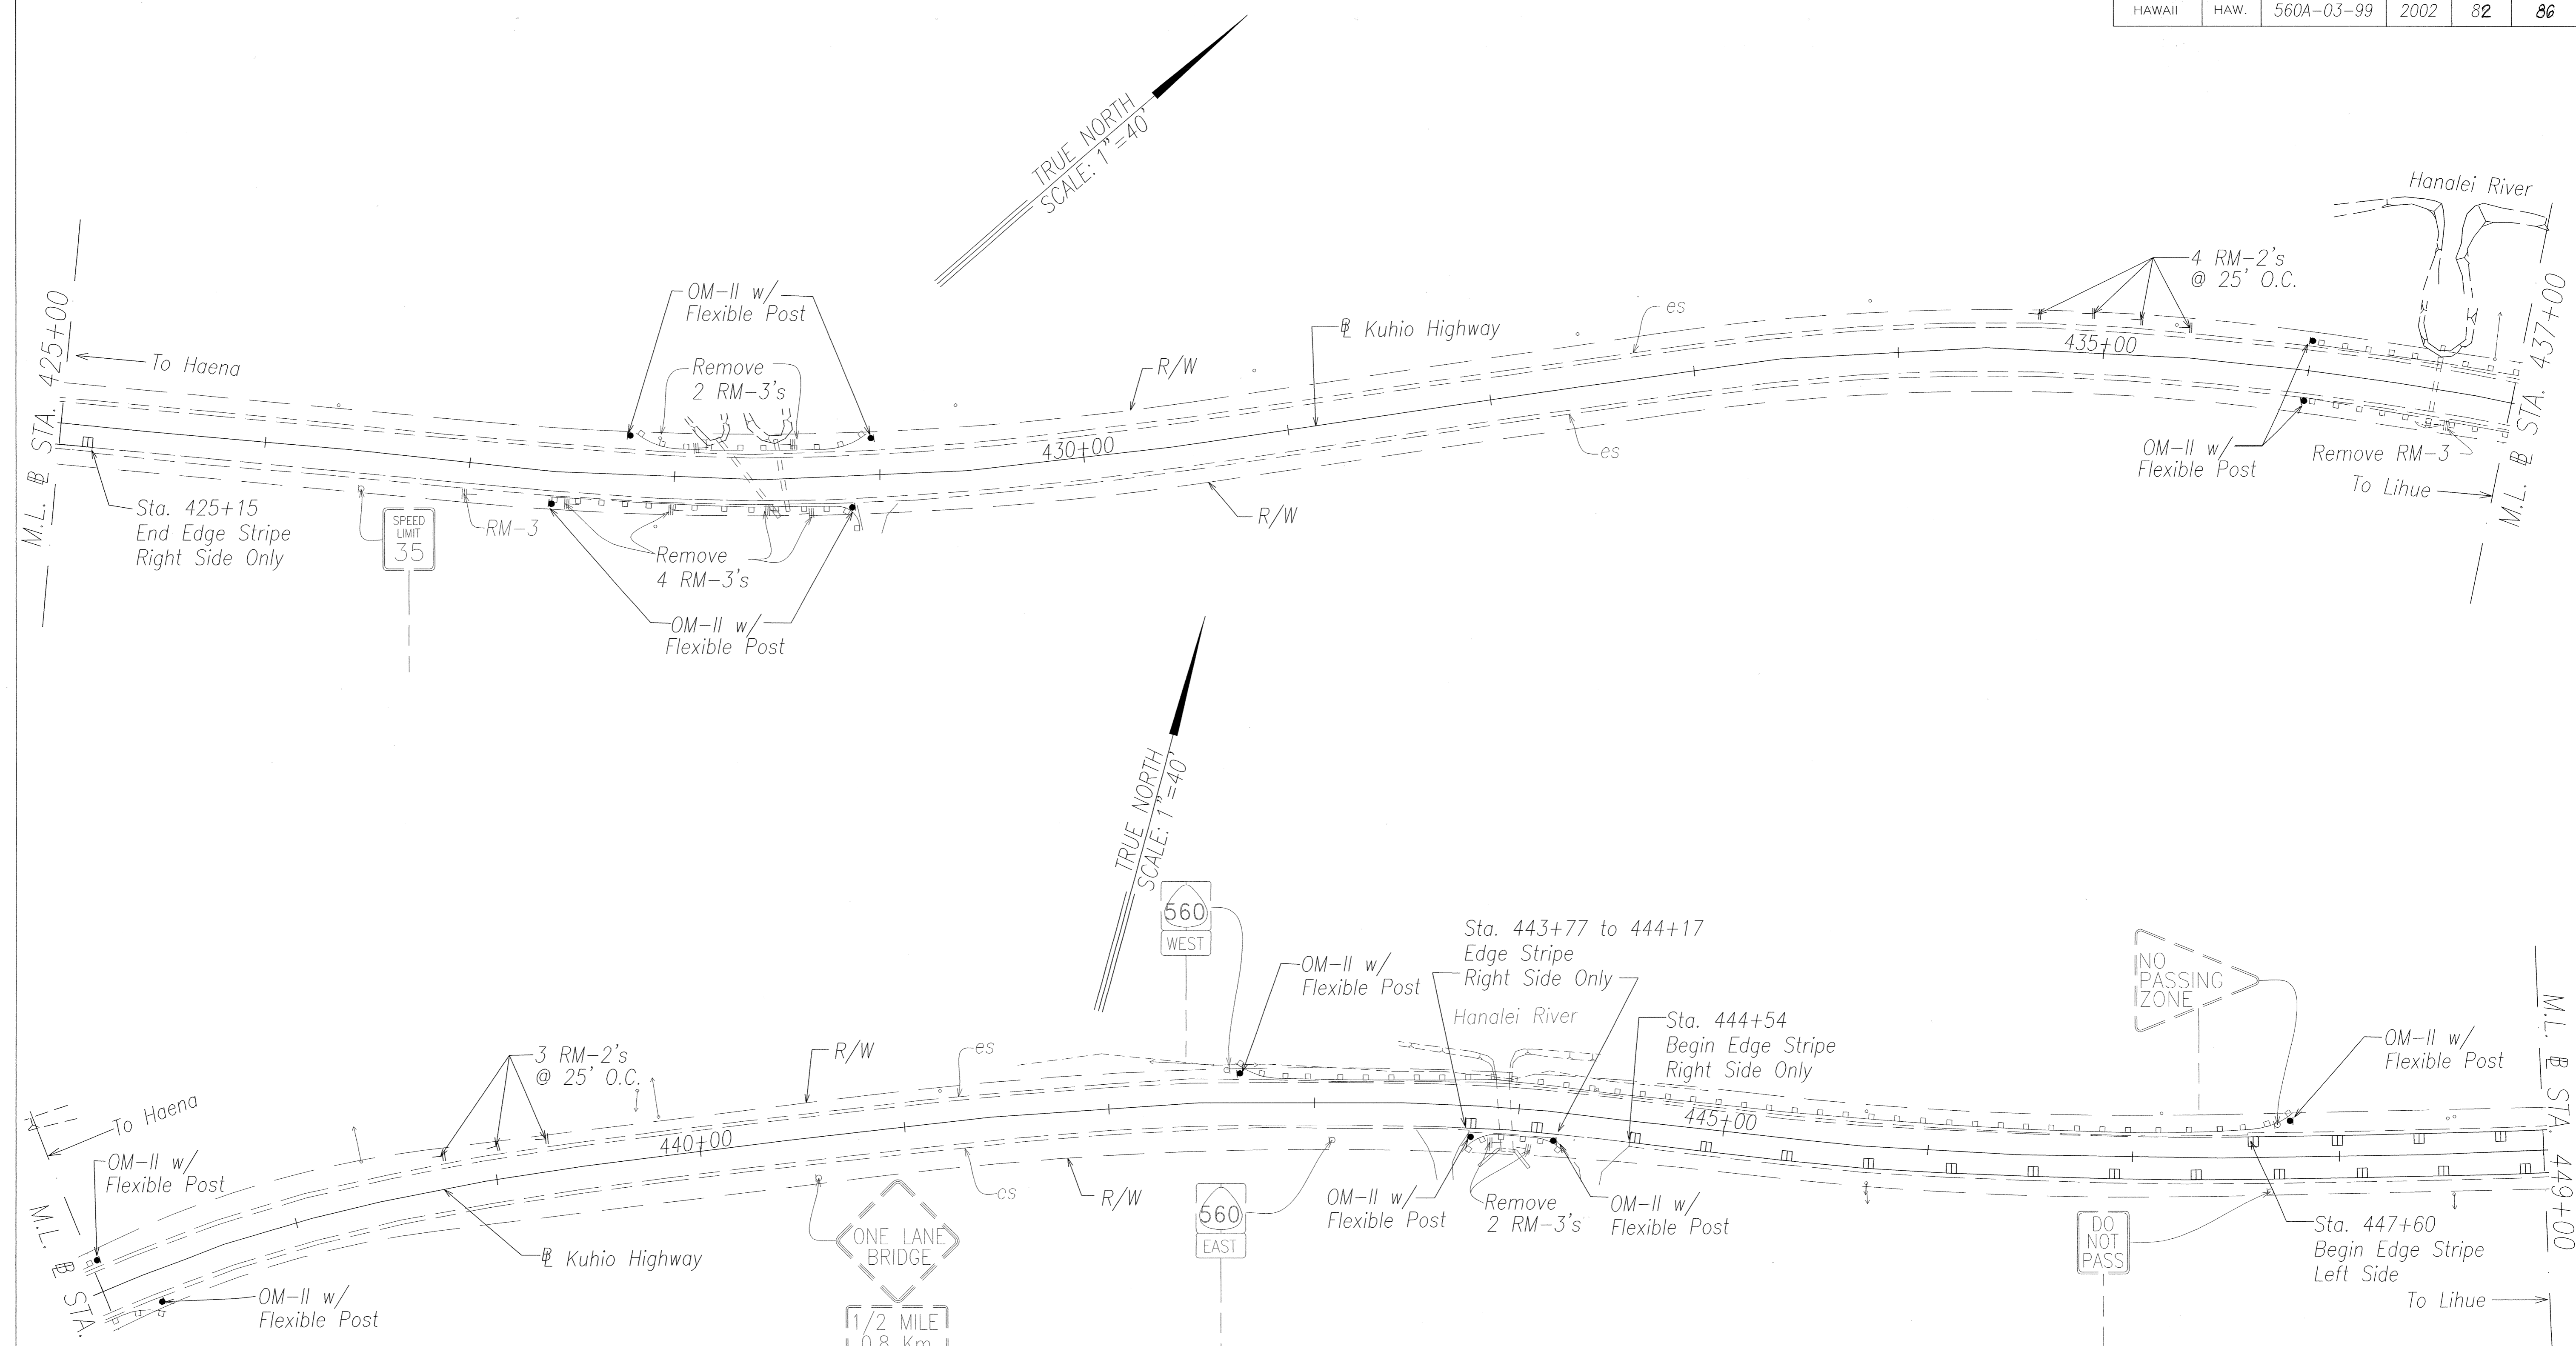 HAWAII HAW. 560A-03-99 2002 82 86
TRUE NORTH
SCALE: 1"=40'
Hanalei River
4 RM-2's
@ 25' O.C.
OM-II w/
Flexible Post
es
℄ Kuhio Highway
M.L. ℄ STA. 425+00
To Haena
Remove
2 RM-3's
R/W
435+00
M.L. ℄ STA. 437+00
430+00
es
OM-II w/
Flexible Post
Remove RM-3
To Lihue
Sta. 425+15
End Edge Stripe
Right Side Only
SPEED
LIMIT
35
RM-3
R/W
Remove
4 RM-3's
OM-II w/
Flexible Post
TRUE NORTH
SCALE: 1"=40'
560
WEST
Sta. 443+77 to 444+17
Edge Stripe
Right Side Only
OM-II w/
Flexible Post
NO
PASSING
ZONE
Hanalei River
Sta. 444+54
Begin Edge Stripe
Right Side Only
OM-II w/
Flexible Post
M.L. ℄ STA. 449+00
3 RM-2's
@ 25' O.C.
R/W
es
To Haena
440+00
445+00
OM-II w/
Flexible Post
M.L. ℄ STA.
es
R/W
560
EAST
OM-II w/
Flexible Post
Remove
2 RM-3's
OM-II w/
Flexible Post
DO
NOT
PASS
Sta. 447+60
Begin Edge Stripe
Left Side
℄ Kuhio Highway
ONE LANE
BRIDGE
OM-II w/
Flexible Post
To Lihue
1/2 MILE
0.8 Km